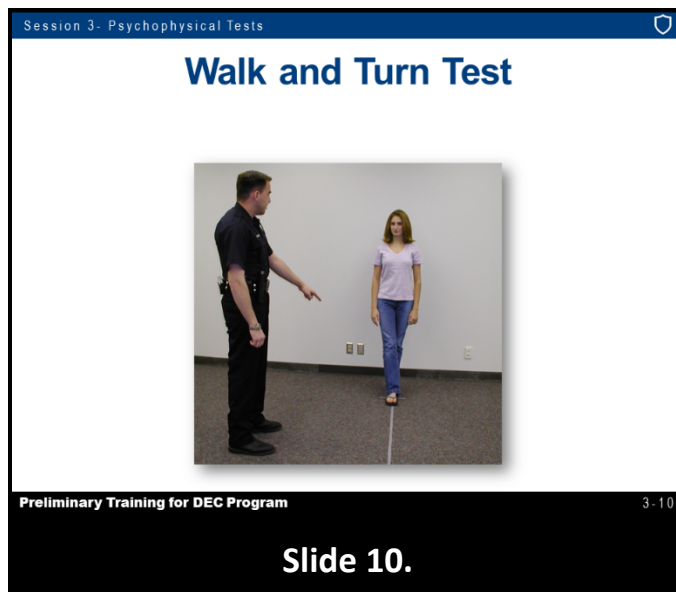 Session 3- Psychophysical Tests
Walk and Turn Test
Preliminary Training for DEC Program
3-10
Slide 10.